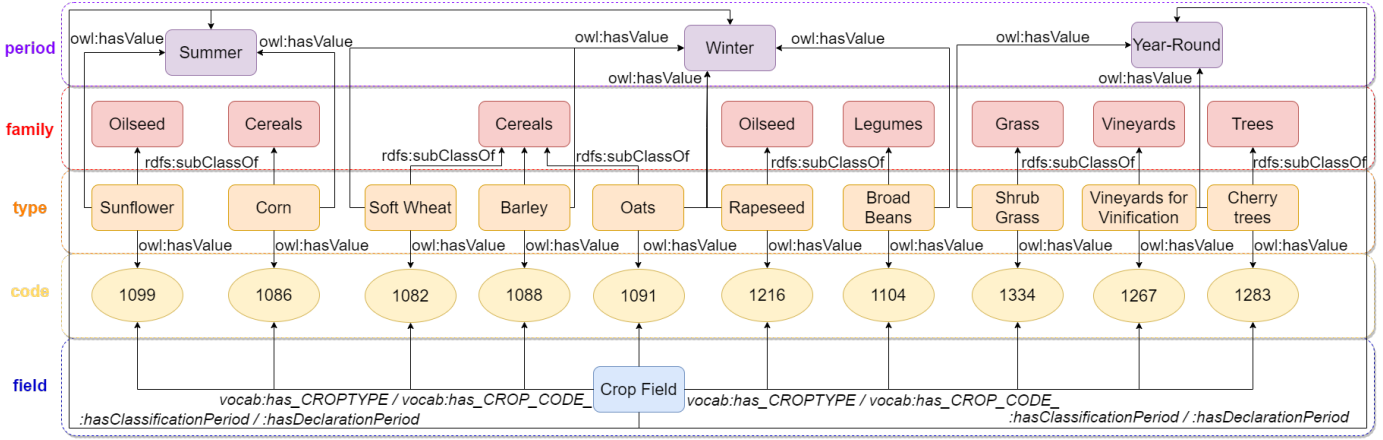 period
owl:hasValue
Summer
owl:hasValue
owl:hasValue
Winter
owl:hasValue
owl:hasValue
owl:hasValue
Year-Round
owl:hasValue
family
Oilseed
Cereals
Cereals
Oilseed
Legumes
Grass
Vineyards
Trees
rdfs:subClassOf
rdfs:subClassOf
rdfs:subClassOf
rdfs:subClassOf
rdfs:subClassOf
rdfs:subClassOf
type
Sunflower
Corn
Soft Wheat
Barley
Oats
Rapeseed
Broad
Beans
Shrub
Grass
Vineyards for
Vinification
Cherry
trees
owl:hasValue
owl:hasValue
owl:hasValue
owl:hasValue
owl:hasValue
owl:hasValue
owl:hasValue
owl:hasValue
owl:hasValue
owl:hasValue
code
1099
1086
1082
1088
1091
1216
1104
1334
1267
1283
field
Crop Field
vocab:has_CROPTYPE / vocab:has_CROP_CODE_
vocab:has_CROPTYPE / vocab:has_CROP_CODE_
:hasClassificationPeriod / :hasDeclarationPeriod
:hasClassificationPeriod / :hasDeclarationPeriod